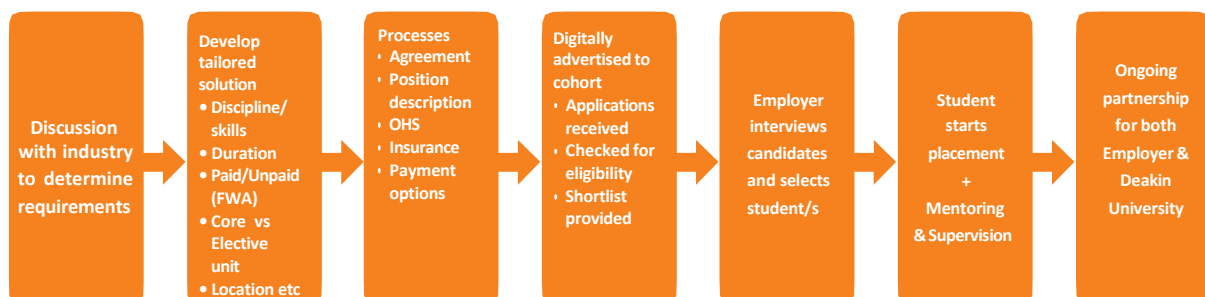 Discussion
with industry
to determine
requirements
Develop
tailored
solution
• Discipline/
skills
• Duration
• Paid/Unpaid
(FWA)
• Core vs
Elective
unit
• Location etc
Processes
• Agreement
• Position
description
• OHS
• Insurance
• Payment
options
Digitally
advertised to
cohort
• Applications
received
• Checked for
eligibility
• Shortlist
provided
Employer
interviews
candidates
and selects
student/s
Student
starts
placement
+
Mentoring
& Supervision
Ongoing
partnership
for both
Employer &
Deakin
University